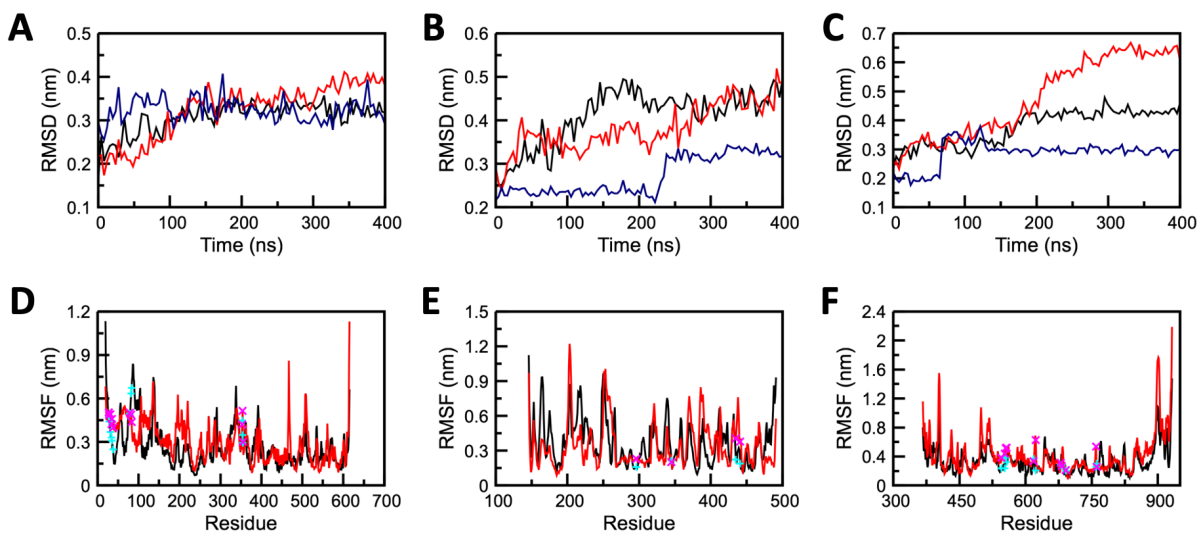 A
RMSD (nm)
0.5
0.4
0.3
0.2
0.1
0 100 200 300 400
Time (ns)
B
RMSD (nm)
0.6
0.5
0.4
0.3
0.2
0 100 200 300 400
Time (ns)
C
RMSD (nm)
0.7
0.6
0.5
0.4
0.3
0.2
0.1
0 100 200 300 400
Time (ns)
D
RMSF (nm)
1.2
0.9
0.6
0.3
0
0 100 200 300 400 500 600 700
Residue
E
RMSF (nm)
1.5
1.2
0.9
0.6
0.3
0
100 200 300 400 500
Residue
F
RMSF (nm)
2.4
2
1.6
1.2
0.8
0.4
0
300 450 600 750 900
Residue